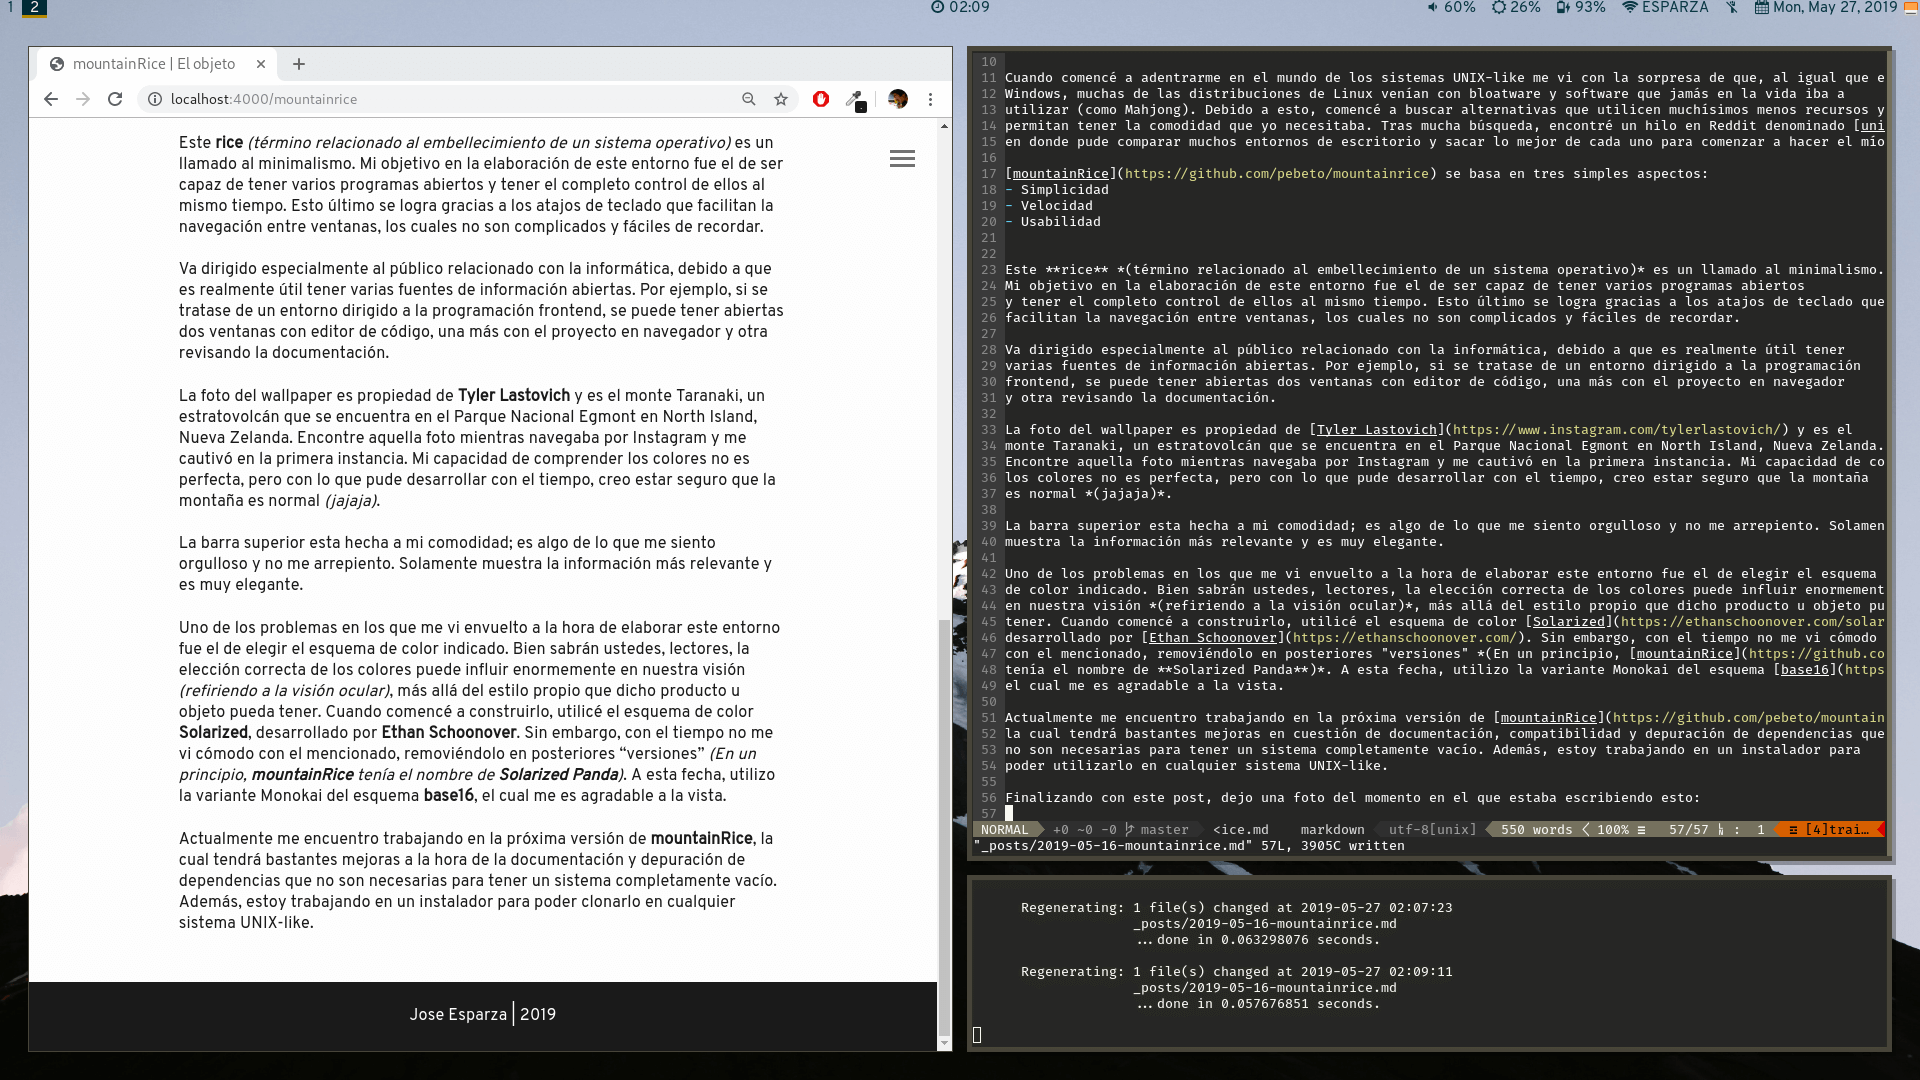 1 2
02:09
60% 26% 93% ESPARZA Mon, May 27, 2019
mountainRice | El objeto
localhost:4000/mountainrice
Este rice (término relacionado al embellecimiento de un sistema operativo) es un
llamado al minimalismo. Mi objetivo en la elaboración de este entorno fue el de ser
capaz de tener varios programas abiertos y tener el completo control de ellos al
mismo tiempo. Esto último se logra gracias a los atajos de teclado que facilitan la
navegación entre ventanas, los cuales no son complicados y fáciles de recordar.
Va dirigido especialmente al público relacionado con la informática, debido a que
es realmente útil tener varias fuentes de información abiertas. Por ejemplo, si se
tratase de un entorno dirigido a la programación frontend, se puede tener abiertas
dos ventanas con editor de código, una más con el proyecto en navegador y otra
revisando la documentación.
La foto del wallpaper es propiedad de Tyler Lastovich y es el monte Taranaki, un
estratovolcán que se encuentra en el Parque Nacional Egmont en North Island,
Nueva Zelanda. Encontre aquella foto mientras navegaba por Instagram y me
cautivó en la primera instancia. Mi capacidad de comprender los colores no es
perfecta, pero con lo que pude desarrollar con el tiempo, creo estar seguro que la
montaña es normal (jajaja).
La barra superior esta hecha a mi comodidad; es algo de lo que me siento
orgulloso y no me arrepiento. Solamente muestra la información más relevante y
es muy elegante.
Uno de los problemas en los que me vi envuelto a la hora de elaborar este entorno
fue el de elegir el esquema de color indicado. Bien sabrán ustedes, lectores, la
elección correcta de los colores puede influir enormemente en nuestra visión
(refiriendo a la visión ocular), más allá del estilo propio que dicho producto u
objeto pueda tener. Cuando comencé a construirlo, utilicé el esquema de color
Solarized, desarrollado por Ethan Schoonover. Sin embargo, con el tiempo no me
vi cómodo con el mencionado, removiéndolo en posteriores “versiones” (En un
principio, mountainRice tenía el nombre de Solarized Panda). A esta fecha, utilizo
la variante Monokai del esquema base16, el cual me es agradable a la vista.
Actualmente me encuentro trabajando en la próxima versión de mountainRice, la
cual tendrá bastantes mejoras a la hora de la documentación y depuración de
dependencias que no son necesarias para tener un sistema completamente vacío.
Además, estoy trabajando en un instalador para poder clonarlo en cualquier
sistema UNIX-like.
Jose Esparza | 2019
10
11 Cuando comencé a adentrarme en el mundo de los sistemas UNIX-like me vi con la sorpresa de que, al igual que e
12 Windows, muchas de las distribuciones de Linux venían con bloatware y software que jamás en la vida iba a
13 utilizar (como Mahjong). Debido a esto, comencé a buscar alternativas que utilicen muchísimos menos recursos y
14 permitan tener la comodidad que yo necesitaba. Tras mucha búsqueda, encontré un hilo en Reddit denominado [uni
15 en donde pude comparar muchos entornos de escritorio y sacar lo mejor de cada uno para comenzar a hacer el mío
16
17 [mountainRice](https://github.com/pebeto/mountainrice) se basa en tres simples aspectos:
18 - Simplicidad
19 - Velocidad
20 - Usabilidad
21
22
23 Este **rice** *(término relacionado al embellecimiento de un sistema operativo)* es un llamado al minimalismo.
24 Mi objetivo en la elaboración de este entorno fue el de ser capaz de tener varios programas abiertos
25 y tener el completo control de ellos al mismo tiempo. Esto último se logra gracias a los atajos de teclado que
26 facilitan la navegación entre ventanas, los cuales no son complicados y fáciles de recordar.
27
28 Va dirigido especialmente al público relacionado con la informática, debido a que es realmente útil tener
29 varias fuentes de información abiertas. Por ejemplo, si se tratase de un entorno dirigido a la programación
30 frontend, se puede tener abiertas dos ventanas con editor de código, una más con el proyecto en navegador
31 y otra revisando la documentación.
32
33 La foto del wallpaper es propiedad de [Tyler Lastovich](https://www.instagram.com/tylerlastovich/) y es el
34 monte Taranaki, un estratovolcán que se encuentra en el Parque Nacional Egmont en North Island, Nueva Zelanda.
35 Encontre aquella foto mientras navegaba por Instagram y me cautivó en la primera instancia. Mi capacidad de co
36 los colores no es perfecta, pero con lo que pude desarrollar con el tiempo, creo estar seguro que la montaña
37 es normal *(jajaja)*.
38
39 La barra superior esta hecha a mi comodidad; es algo de lo que me siento orgulloso y no me arrepiento. Solamen
40 muestra la información más relevante y es muy elegante.
41
42 Uno de los problemas en los que me vi envuelto a la hora de elaborar este entorno fue el de elegir el esquema
43 de color indicado. Bien sabrán ustedes, lectores, la elección correcta de los colores puede influir enormement
44 en nuestra visión *(refiriendo a la visión ocular)*, más allá del estilo propio que dicho producto u objeto pu
45 tener. Cuando comencé a construirlo, utilicé el esquema de color [Solarized](https://ethanschoonover.com/solar
46 desarrollado por [Ethan Schoonover](https://ethanschoonover.com/). Sin embargo, con el tiempo no me vi cómodo
47 con el mencionado, removiéndolo en posteriores "versiones" *(En un principio, [mountainRice](https://github.co
48 tenía el nombre de **Solarized Panda**)*. A esta fecha, utilizo la variante Monokai del esquema [base16](https
49 el cual me es agradable a la vista.
50
51 Actualmente me encuentro trabajando en la próxima versión de [mountainRice](https://github.com/pebeto/mountain
52 la cual tendrá bastantes mejoras en cuestión de documentación, compatibilidad y depuración de dependencias que
53 no son necesarias para tener un sistema completamente vacío. Además, estoy trabajando en un instalador para
54 poder utilizarlo en cualquier sistema UNIX-like.
55
56 Finalizando con este post, dejo una foto del momento en el que estaba escribiendo esto:
57
NORMAL +0 ~0 -0 master <ice.md markdown utf-8[unix] 550 words 100% 57/57 : 1 [4]trai…
"_posts/2019-05-16-mountainrice.md" 57L, 3905C written
Regenerating: 1 file(s) changed at 2019-05-27 02:07:23
_posts/2019-05-16-mountainrice.md
...done in 0.063298076 seconds.
Regenerating: 1 file(s) changed at 2019-05-27 02:09:11
_posts/2019-05-16-mountainrice.md
...done in 0.057676851 seconds.